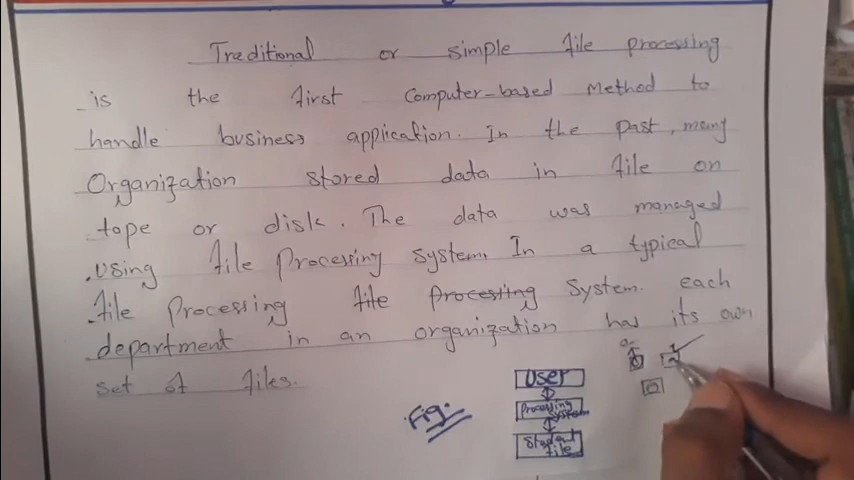 Traditional or simple file processing
is the first Computer-based Method to
handle business application. In the past, many
Organization stored data in file on
tape or disk. The data was managed
using file Processing system. In a typical
file Processing file Processing System. each
department in an organization has its own
set of files.
Fig.
User
Processing
System
Student
file